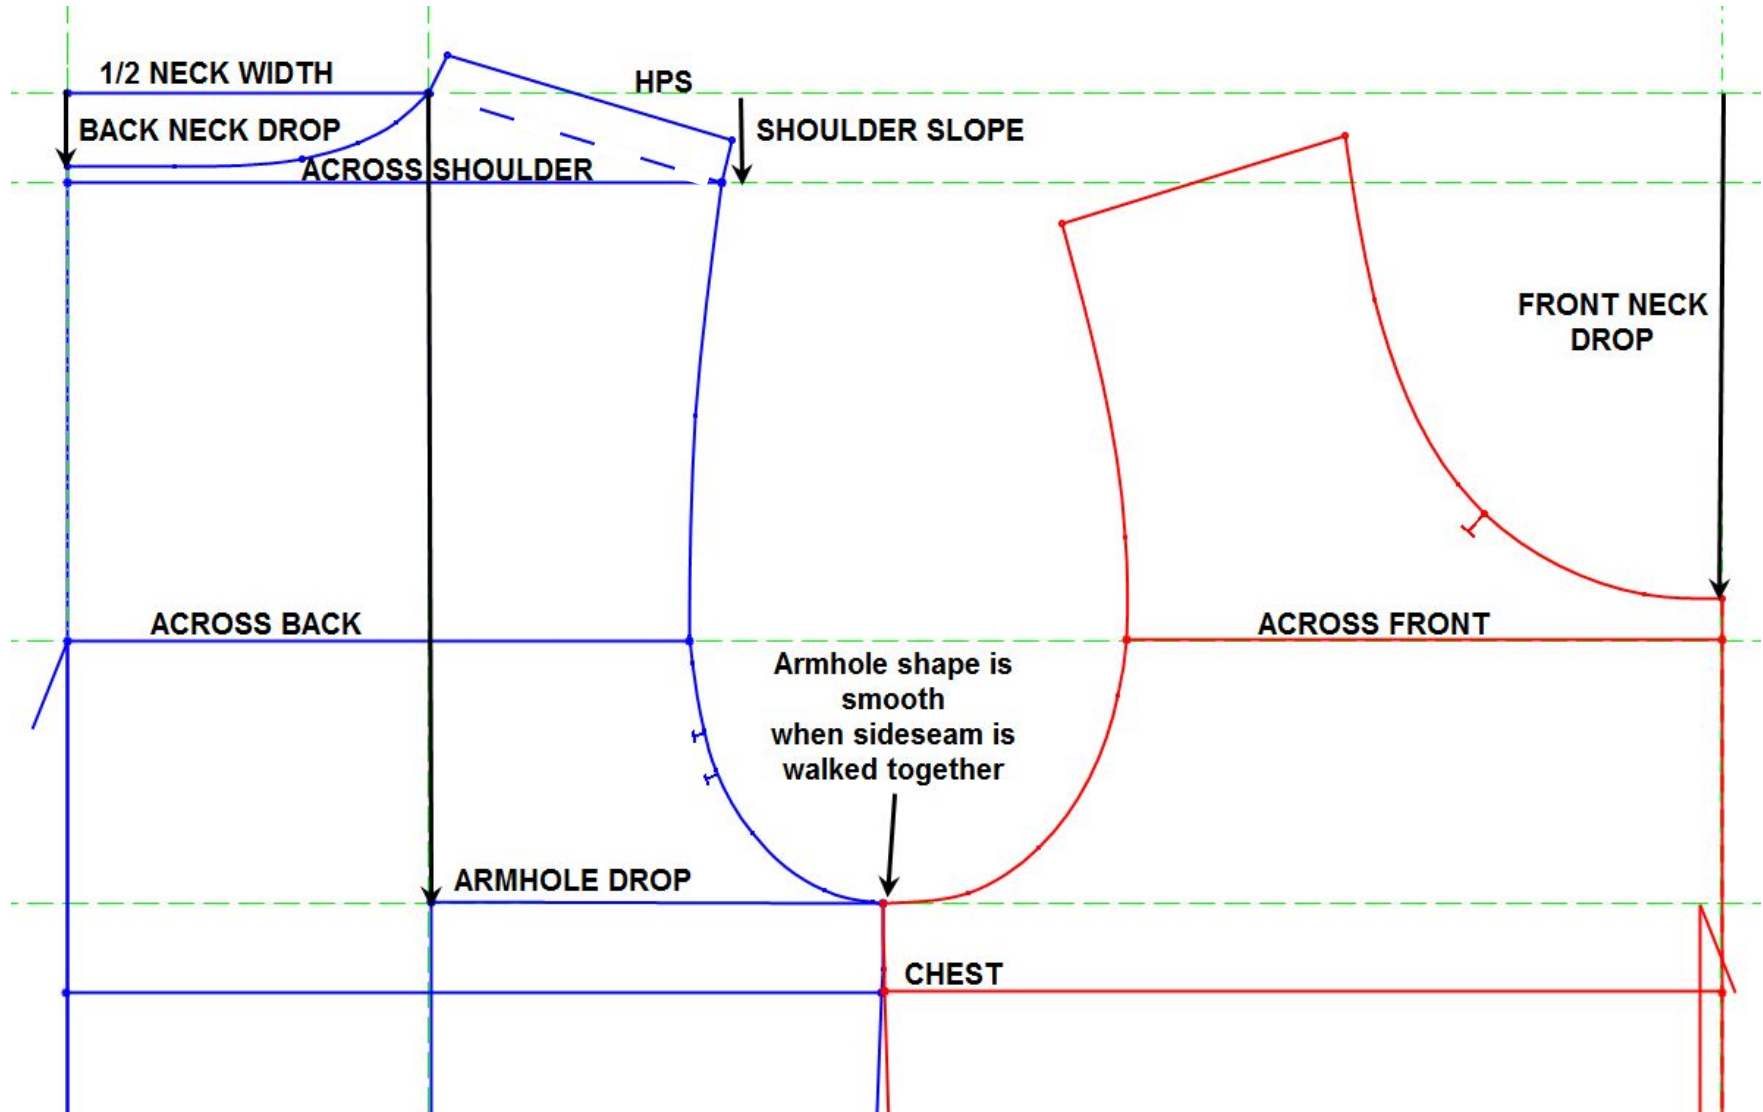 1/2 NECK WIDTH
HPS
BACK NECK DROP
SHOULDER SLOPE
ACROSS SHOULDER
FRONT NECK
DROP
ACROSS BACK
ACROSS FRONT
Armhole shape is
smooth
when sideseam is
walked together
ARMHOLE DROP
CHEST